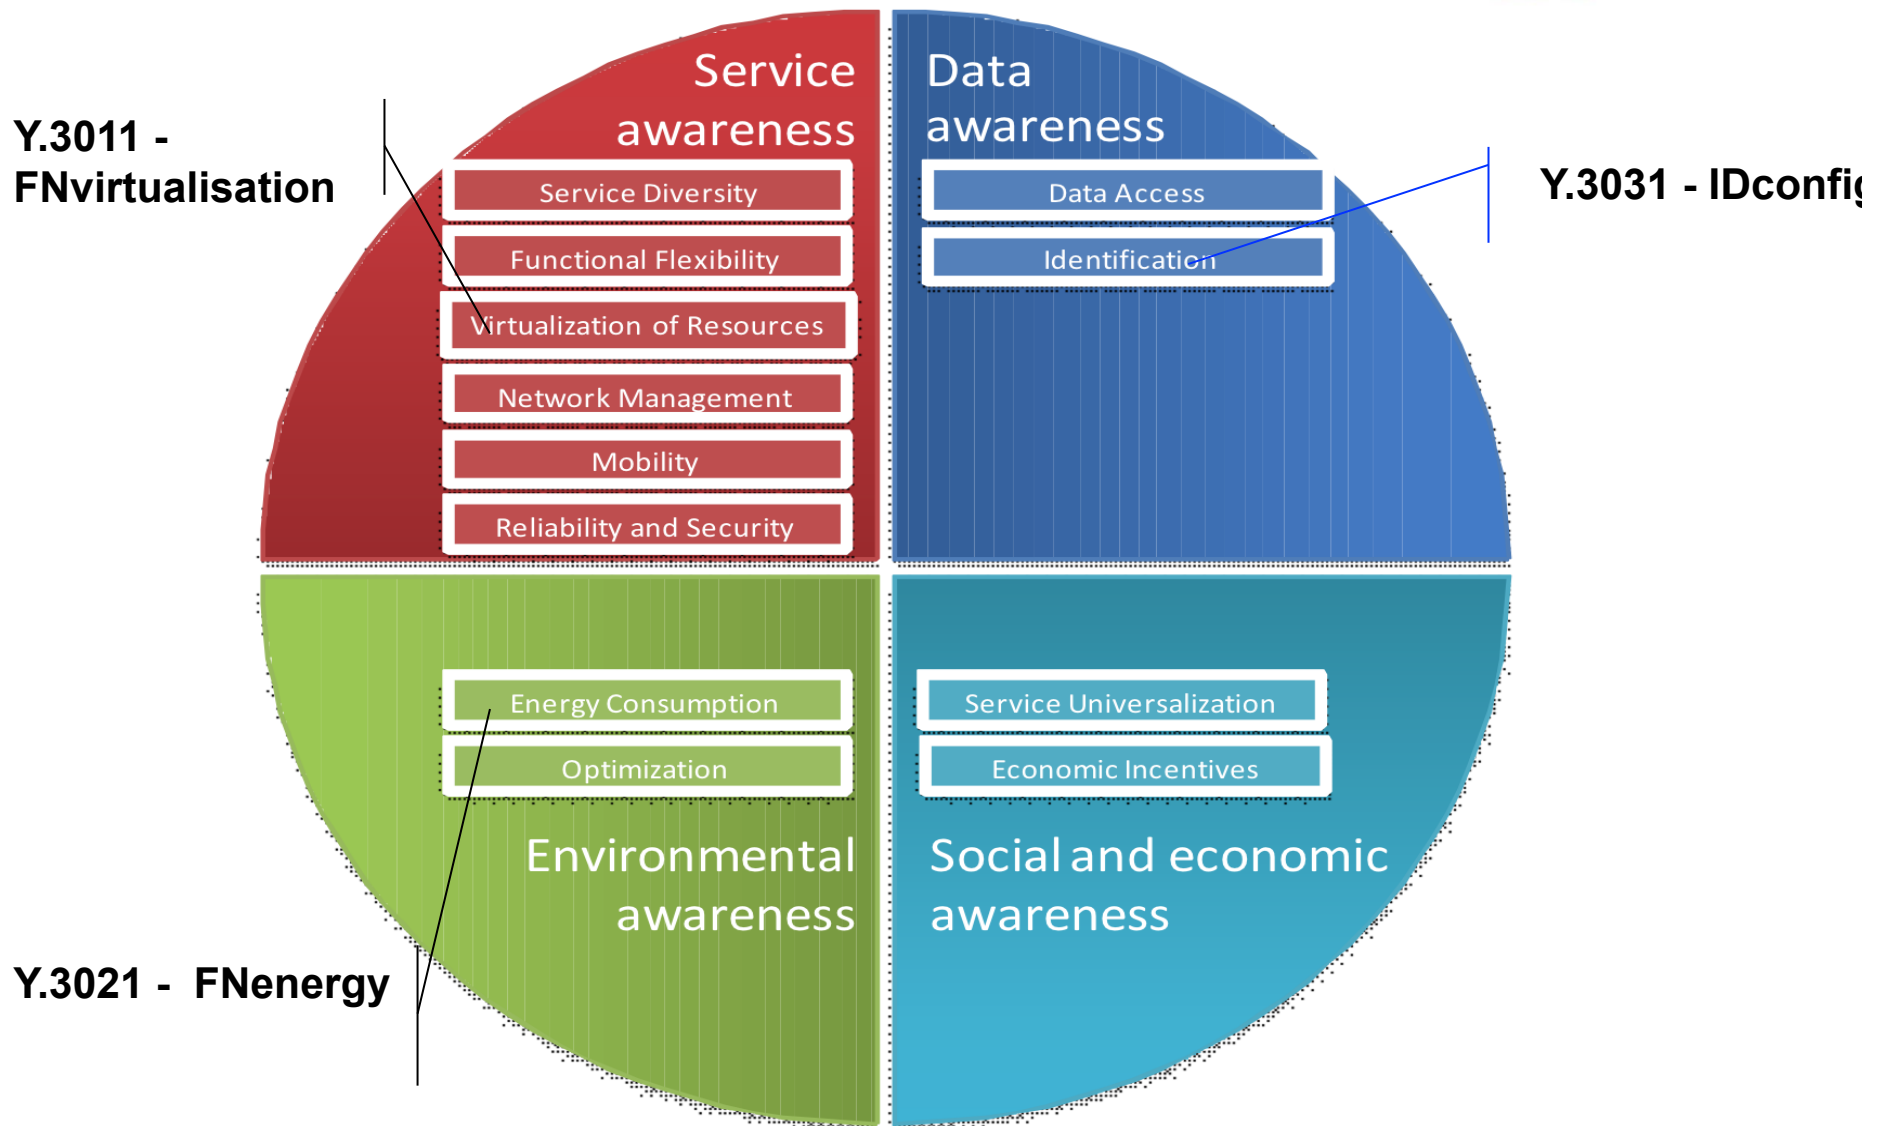 Service
awareness
Service Diversity
Functional Flexibility
Virtualization of Resources
Network Management
Mobility
Reliability and Security
Data
awareness
Data Access
Identification
Y.3011 -
FNvirtualisation
Y.3031 -
Energy Consumption
Optimization
Environmental
awareness
Service Universalization
Economic Incentives
Social and economic
awareness
Y.3021 - FNenergy